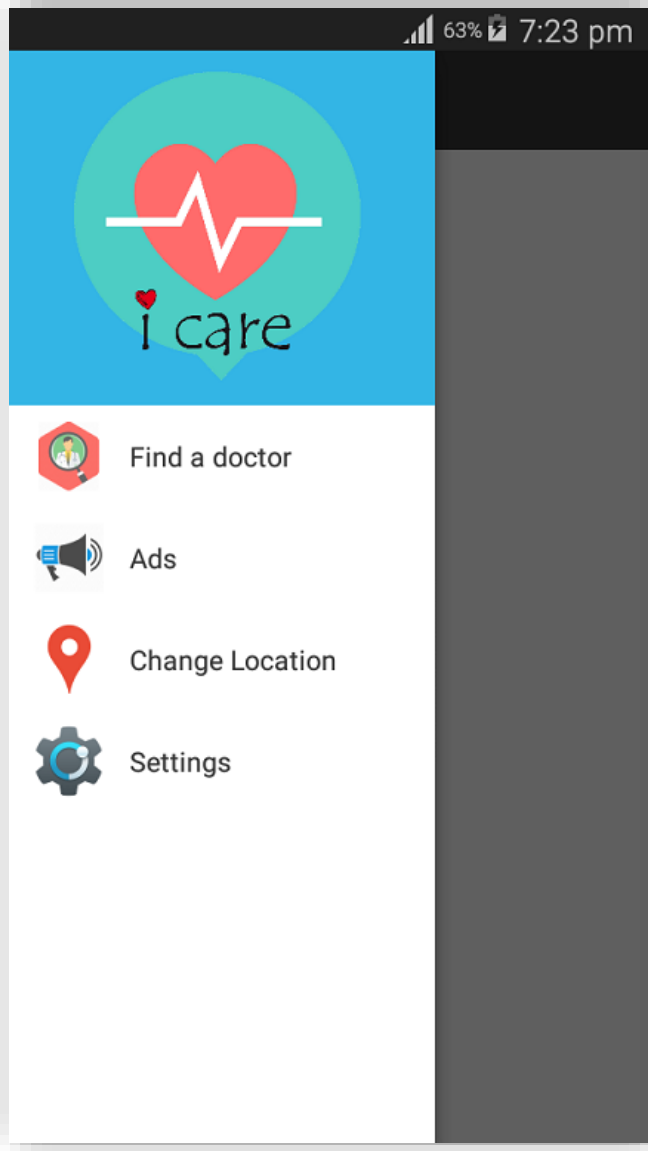 63% 7:23 pm
i care
Find a doctor
Ads
Change Location
Settings